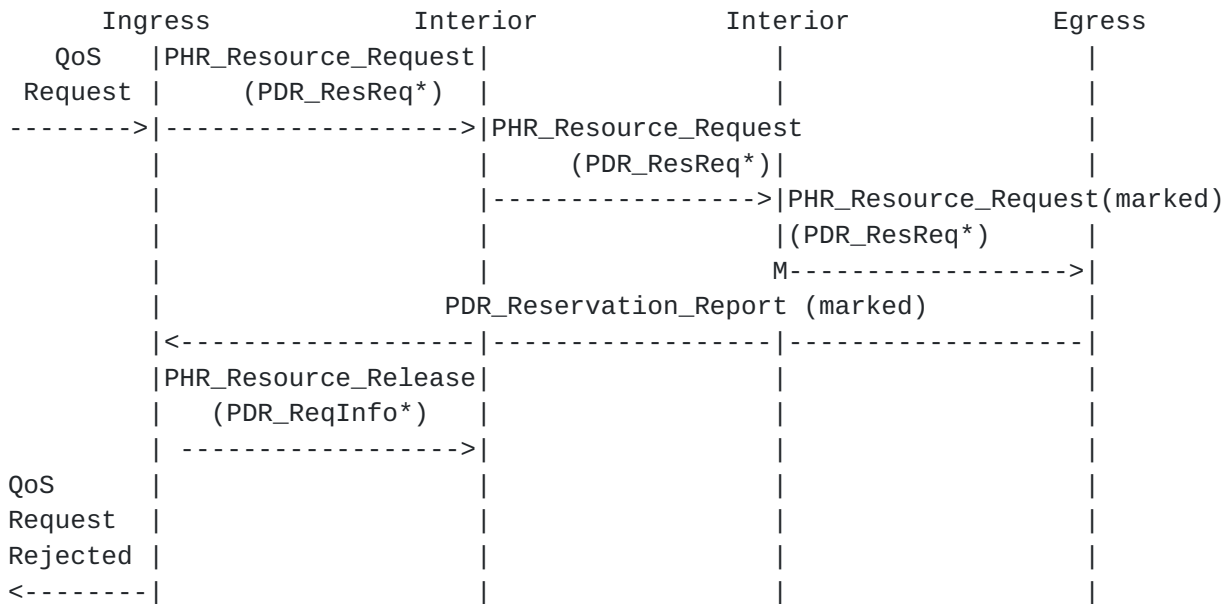 Ingress             Interior            Interior             Egress
   QoS   |PHR_Resource_Request|                  |                   |
 Request |     (PDR_ResReq*)  |                  |                   |
-------->|------------------->|PHR_Resource_Request                  |
         |                    |     (PDR_ResReq*)|                   |
         |                    |----------------->|PHR_Resource_Request(marked)
         |                    |                  |(PDR_ResReq*)      |
         |                    |                  M------------------>|
         |                  PDR_Reservation_Report (marked)          |
         |<-------------------|------------------|-------------------|
         |PHR_Resource_Release|                  |                   |
         |   (PDR_ReqInfo*)   |                  |                   |
         | ------------------>|                  |                   |
QoS      |                    |                  |                   |
Request  |                    |                  |                   |
Rejected |                    |                  |                   |
<--------|                    |                  |                   |